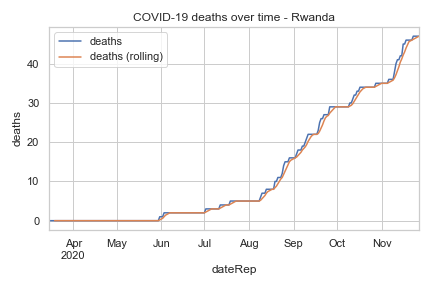 COVID-19 deaths over time - Rwanda
deaths
deaths (rolling)
deaths
40
30
20
10
0
Apr May Jun Jul Aug Sep Oct Nov
2020
dateRep